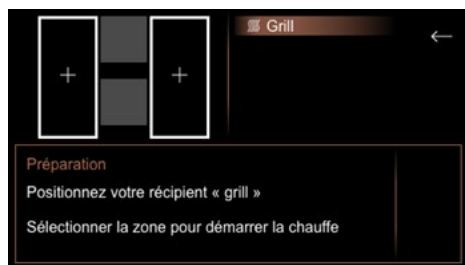 Grill
Préparation
Positionnez votre récipient « grill »
Sélectionner la zone pour démarrer la chauffe